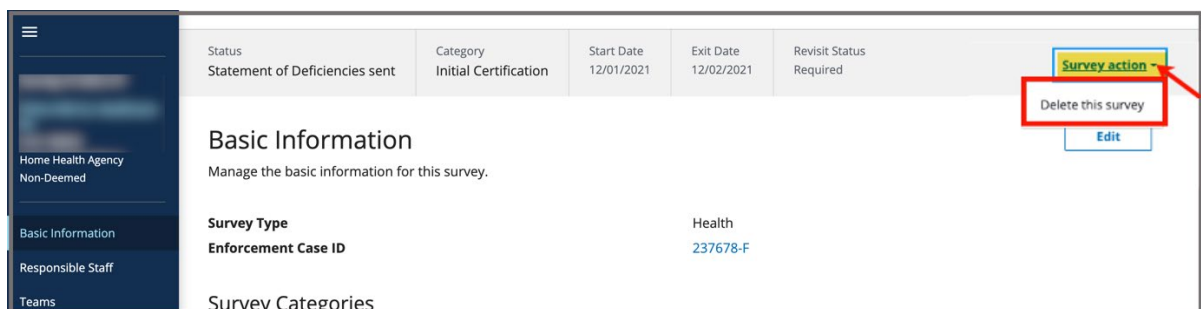 Status
Statement of Deficiencies sent
Category
Initial Certification
Start Date
12/01/2021
Exit Date
12/02/2021
Revisit Status
Required
Survey action
Delete this survey
Edit
Home Health Agency
Non-Deemed
Basic Information
Responsible Staff
Teams
Basic Information
Manage the basic information for this survey.
Survey Type Health
Enforcement Case ID 237678-F
Survey Categories